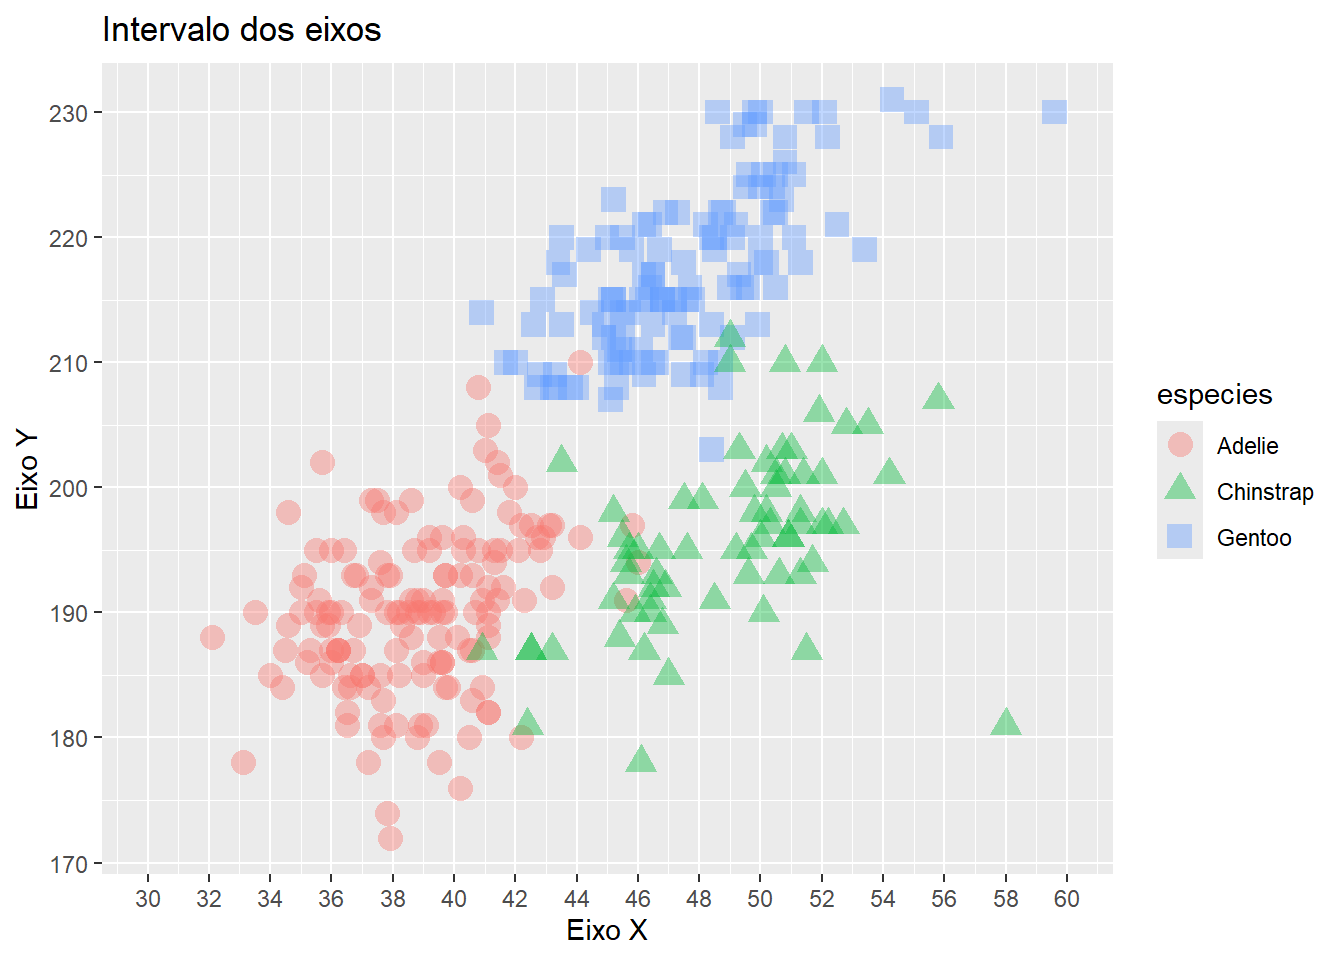 Intervalo dos eixos
Eixo Y
230
220
210
200
190
180
170
30 32 34 36 38 40 42 44 46 48 50 52 54 56 58 60
Eixo X
especies
Adelie
Chinstrap
Gentoo